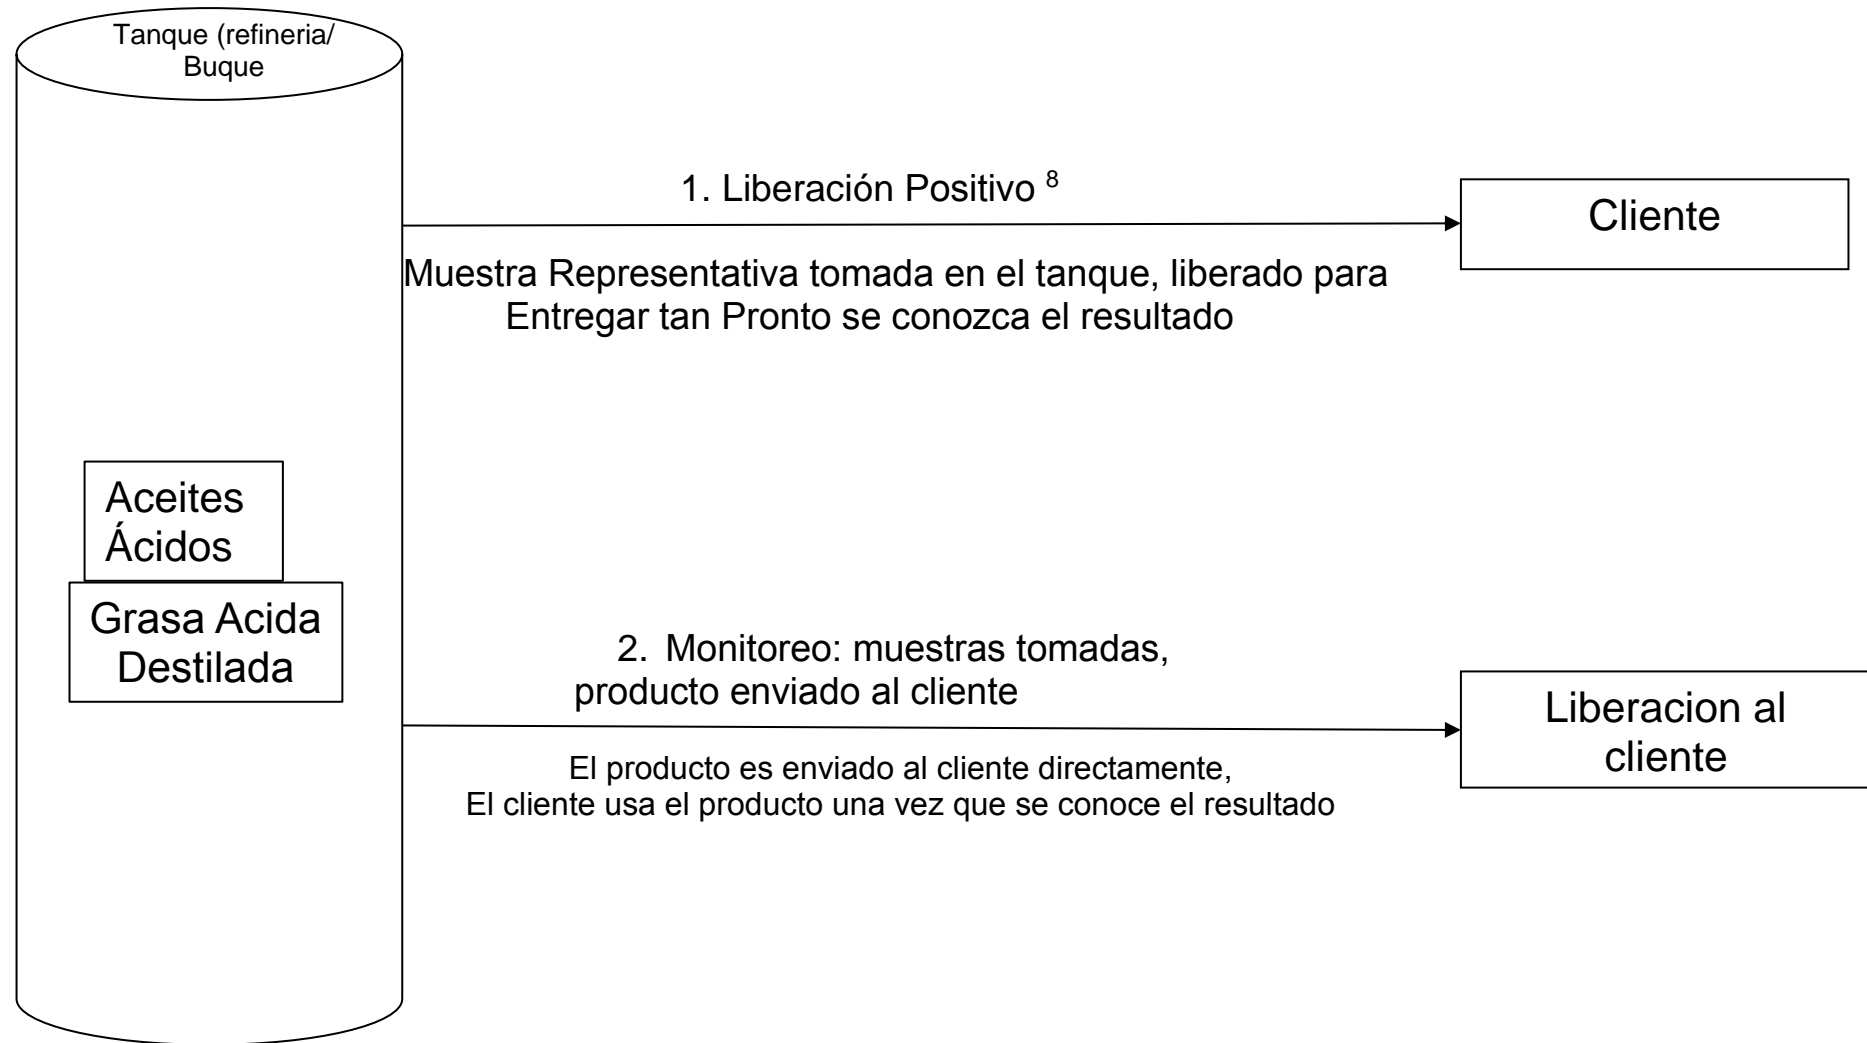 Tanque (refineria/
Buque
1. Liberación Positivo ⁸
Cliente
Muestra Representativa tomada en el tanque, liberado para
Entregar tan Pronto se conozca el resultado
Aceites
Ácidos
Grasa Acida
Destilada
2. Monitoreo: muestras tomadas,
producto enviado al cliente
Liberacion al
cliente
El producto es enviado al cliente directamente,
El cliente usa el producto una vez que se conoce el resultado